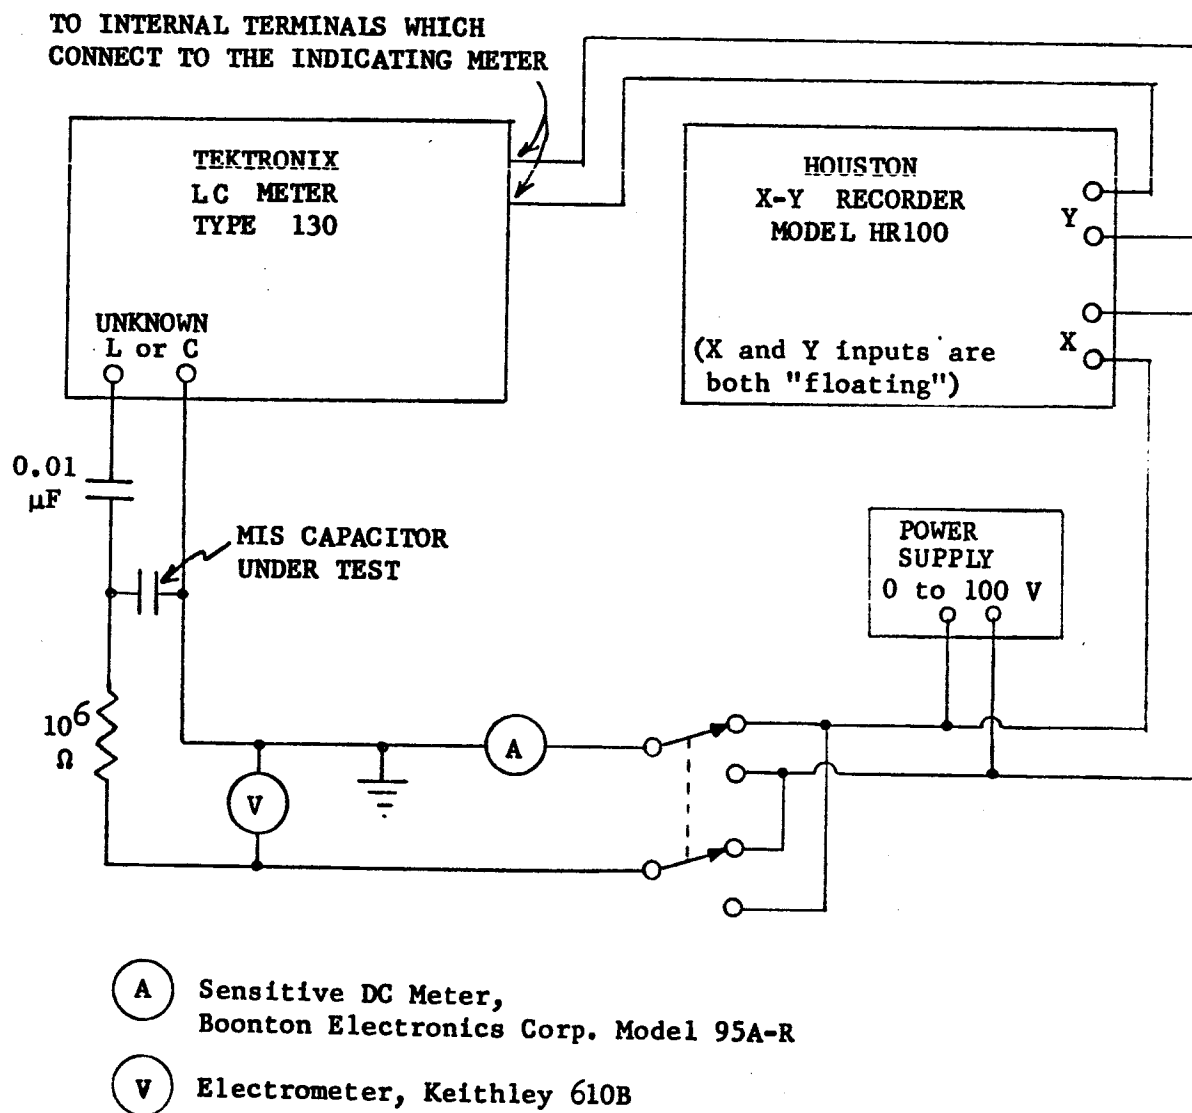 TO INTERNAL TERMINALS WHICH
CONNECT TO THE INDICATING METER
TEKTRONIX
LC METER
TYPE 130
UNKNOWN
L or C
HOUSTON
X-Y RECORDER
MODEL HR100
Y
X
(X and Y inputs are
both "floating")
0.01
μF
MIS CAPACITOR
UNDER TEST
POWER
SUPPLY
0 to 100 V
10⁶
Ω
A
V
A Sensitive DC Meter,
Boonton Electronics Corp. Model 95A-R
V Electrometer, Keithley 610B